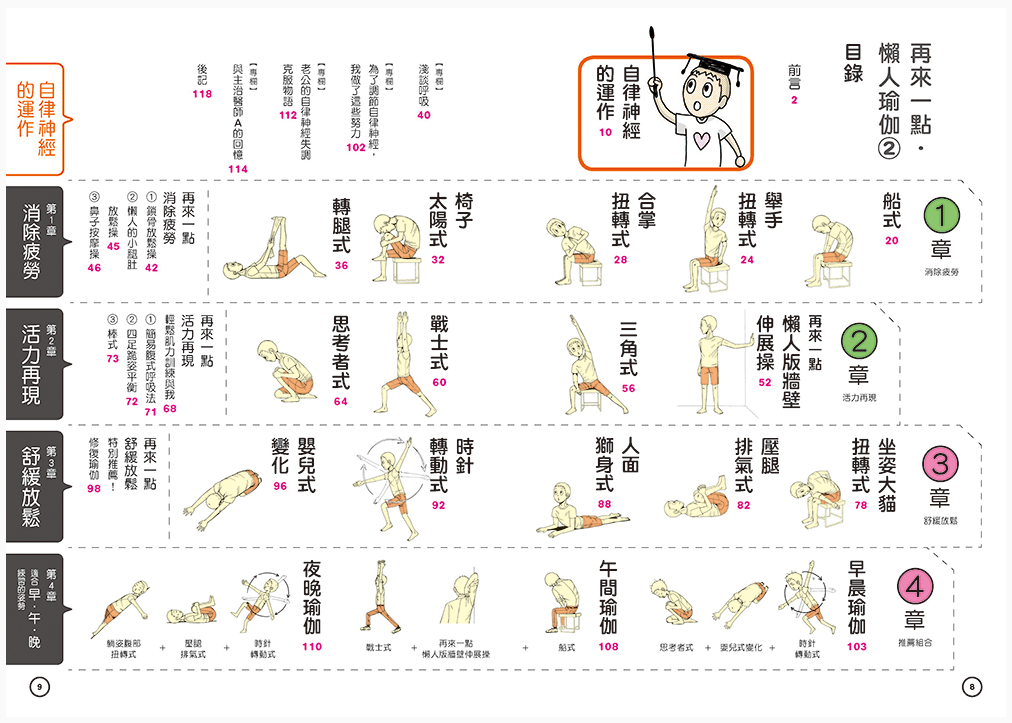 再來一點・
懶人瑜伽②
目錄
前言
2
自律神經
的運作
10
【專欄】
淺談呼吸
40
【專欄】
為了調節自律神經，
我做了這些努力
102
【專欄】
老公的自律神經失調
克服物語
112
【專欄】
與主治醫師A的回憶
114
後記
118
自律神經
的運作
1
章
消除疲勞
船式
20
舉手
扭轉式
24
合掌
扭轉式
28
椅子
太陽式
32
轉腿式
36
再來一點
消除疲勞
①鎖骨放鬆操
42
②懶人的小腿肚
放鬆操
45
③鼻子按摩操
46
第1章
消除疲勞
2
章
活力再現
再來一點
懶人版牆壁
伸展操
52
三角式
56
戰士式
60
思考者式
64
再來一點
活力再現
輕鬆肌力訓練與我
68
①簡易腹式呼吸法
71
②四足跪姿平衡
72
③棒式
73
第2章
活力再現
3
章
舒緩放鬆
坐姿大貓
扭轉式
78
壓腿
排氣式
82
人面
獅身式
88
時針
轉動式
92
嬰兒式
變化
96
再來一點
舒緩放鬆
特別推薦！
修復瑜伽
98
第3章
舒緩放鬆
4
章
推薦組合
早晨瑜伽
103
時針
轉動式
+
嬰兒式變化
+
思考者式
午間瑜伽
108
船式
+
再來一點
懶人版牆壁伸展操
+
戰士式
夜晚瑜伽
110
時針
轉動式
+
壓腿
排氣式
+
躺姿腹部
扭轉式
第4章
適合早・午・晚
練習的姿勢
8
9